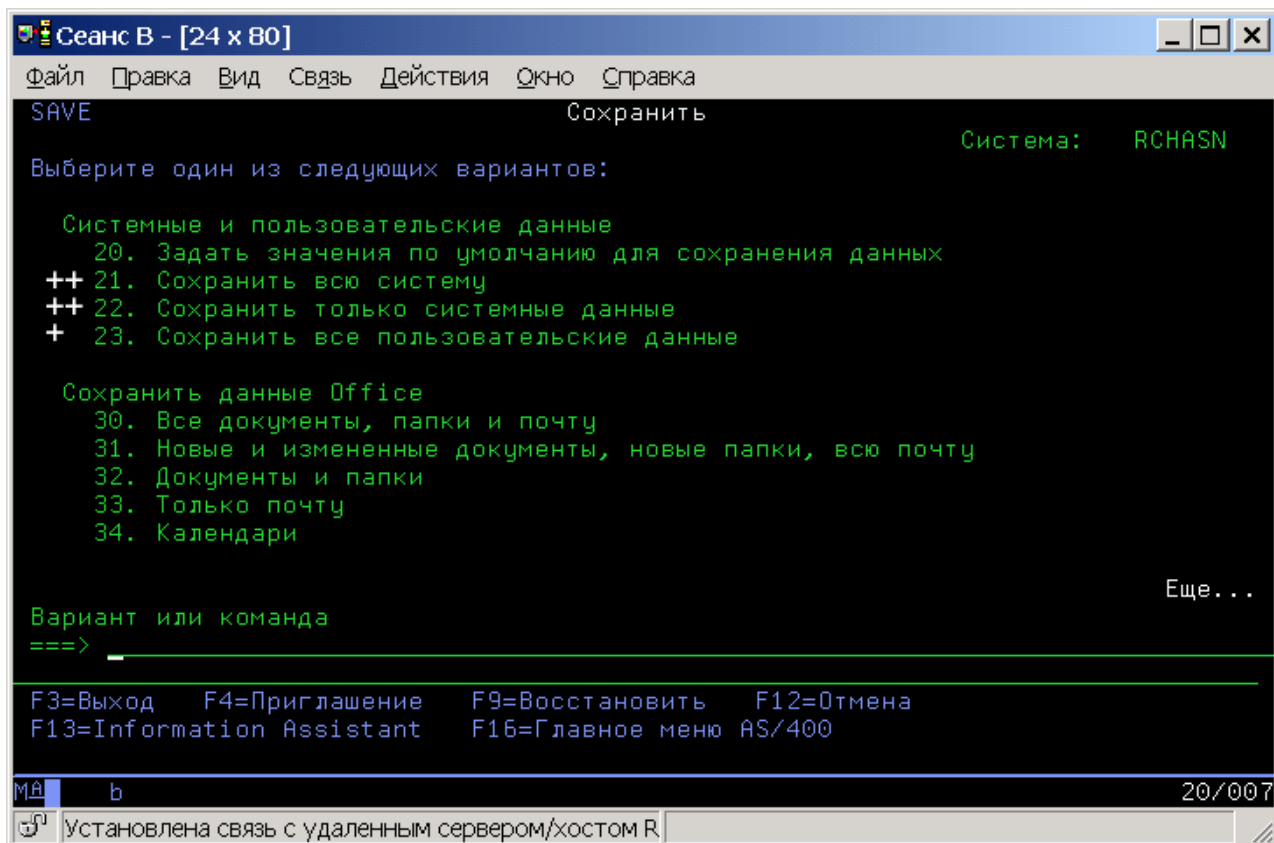 Сеанс B - [24 x 80]
Файл Правка Вид Связь Действия Окно Справка
SAVE Сохранить
Система: RCHASN
Выберите один из следующих вариантов:
Системные и пользовательские данные
20. Задать значения по умолчанию для сохранения данных
++ 21. Сохранить всю систему
++ 22. Сохранить только системные данные
+ 23. Сохранить все пользовательские данные
Сохранить данные Office
30. Все документы, папки и почту
31. Новые и измененные документы, новые папки, всю почту
32. Документы и папки
33. Только почту
34. Календари
Еще...
Вариант или команда
===> _
F3=Выход F4=Приглашение F9=Восстановить F12=Отмена
F13=Information Assistant F16=Главное меню AS/400
MA b 20/007
Установлена связь с удаленным сервером/хостом R